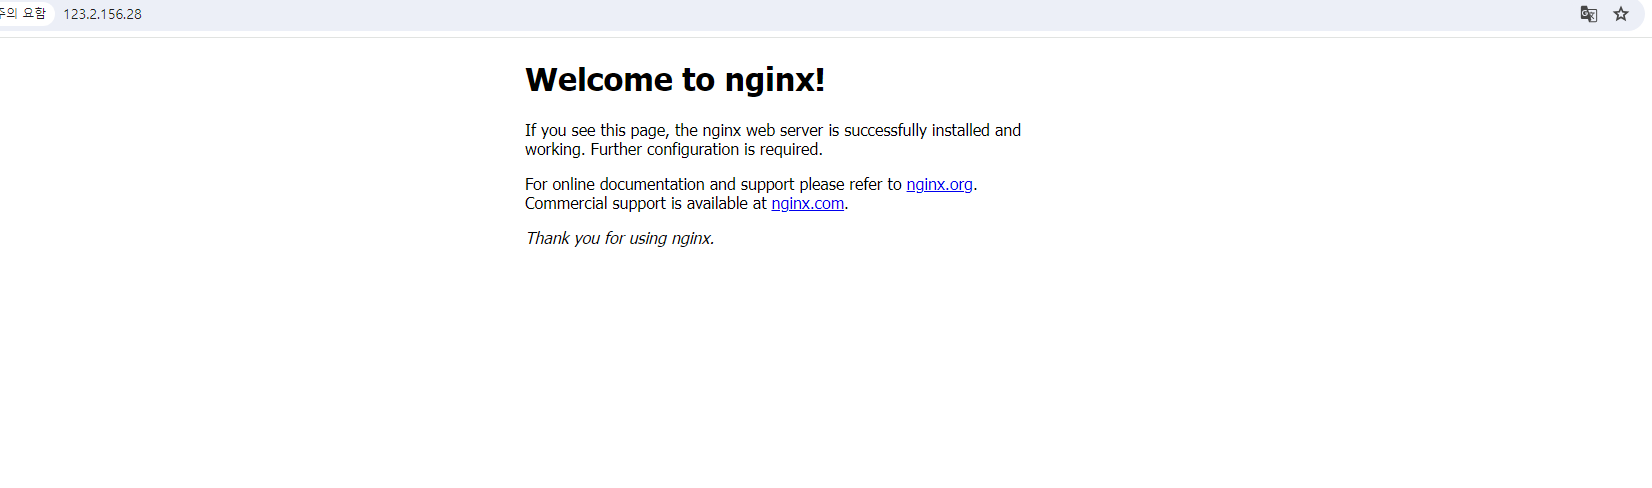 주의 요함 123.2.156.28
Welcome to nginx!
If you see this page, the nginx web server is successfully installed and
working. Further configuration is required.
For online documentation and support please refer to nginx.org.
Commercial support is available at nginx.com.
Thank you for using nginx.